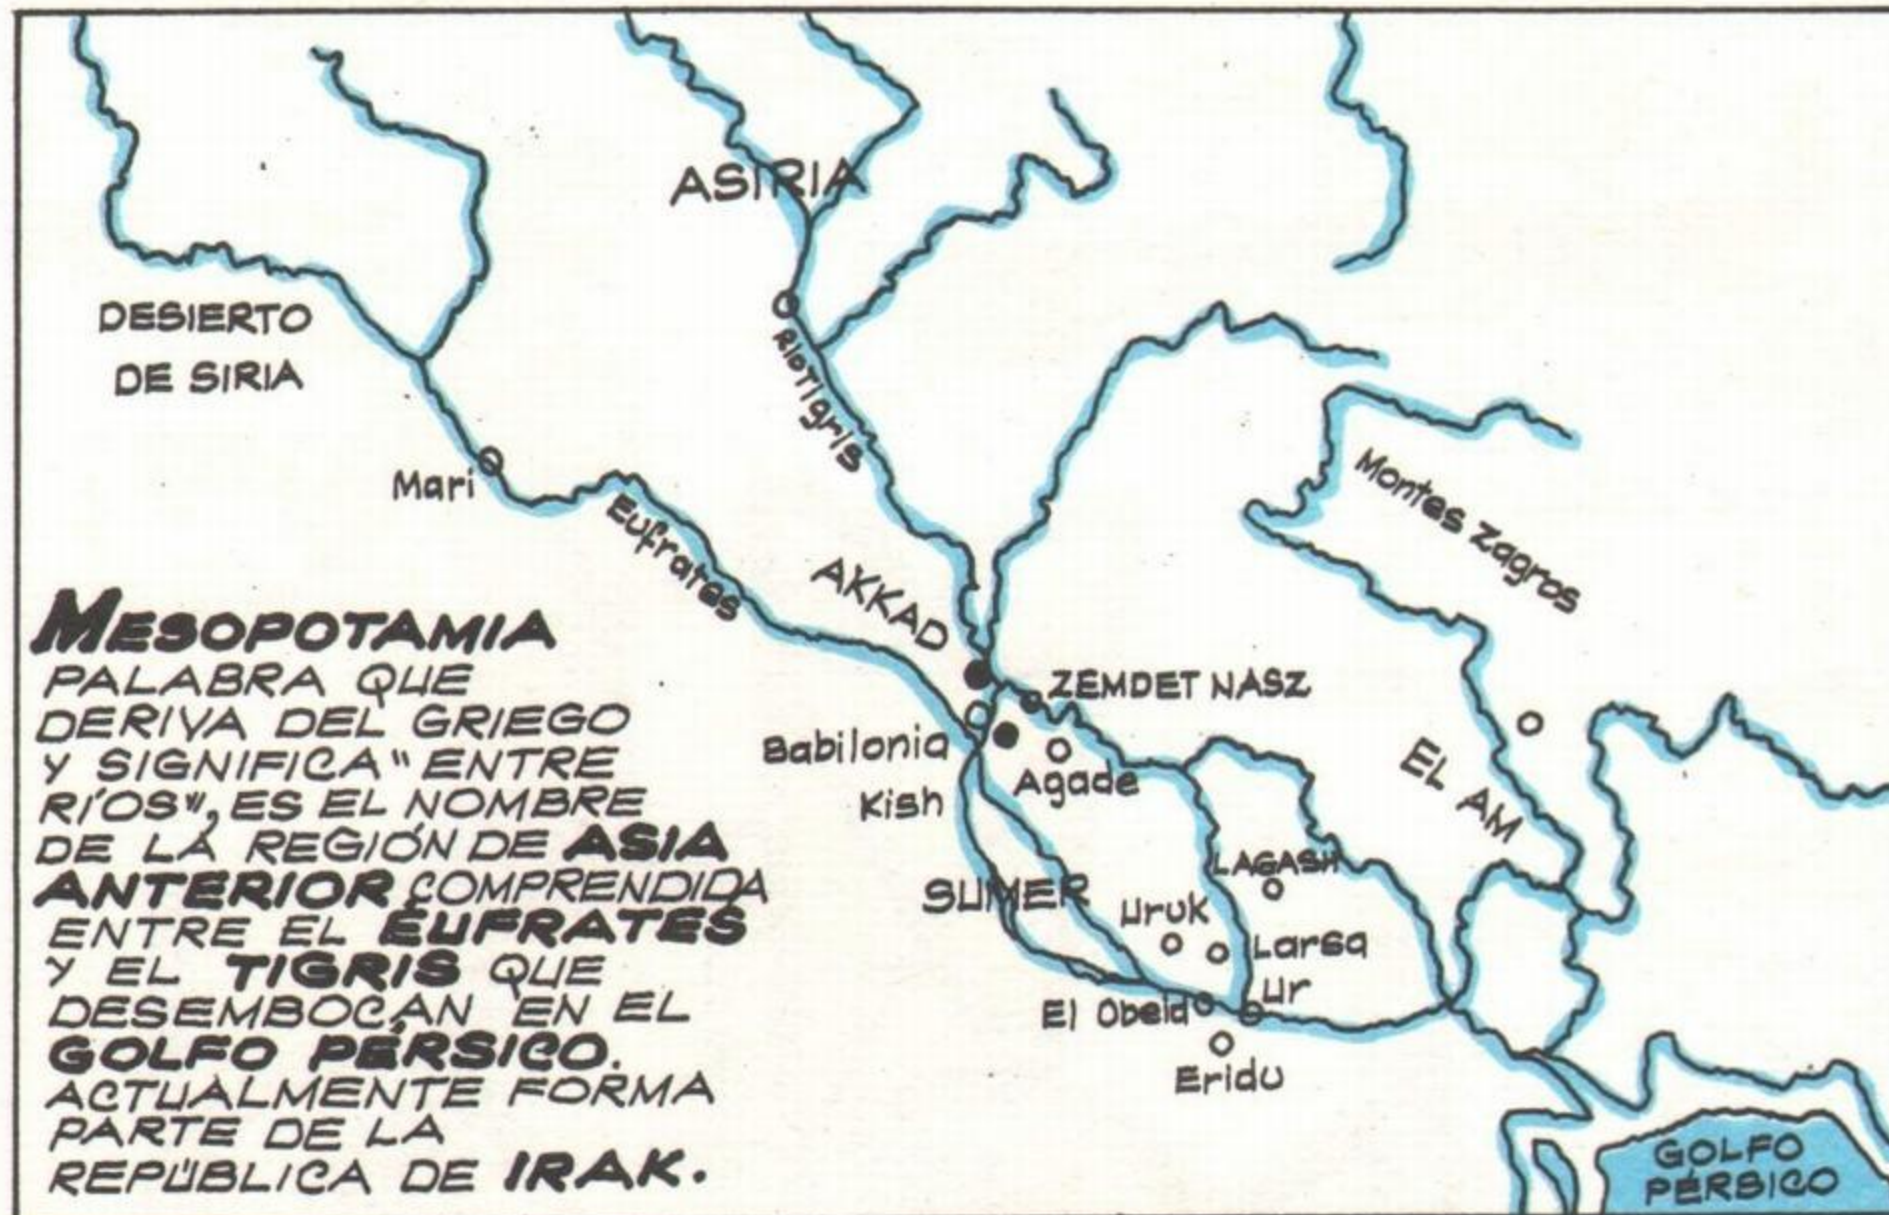 ASIRIA
DESIERTO
DE SIRIA
RIO TIGRIS
Mari
Eufrates
Montes Zagros
AKKAD
ZEMDET NASZ
Babilonia
Agade
Kish
EL AM
SUMER
LAGASH
Uruk
Larsa
Ur
El Obeid
Eridu
GOLFO
PÉRSICO
MESOPOTAMIA
PALABRA QUE
DERIVA DEL GRIEGO
Y SIGNIFICA "ENTRE
RÍOS", ES EL NOMBRE
DE LA REGIÓN DE ASIA
ANTERIOR COMPRENDIDA
ENTRE EL ÉUFRATES
Y EL TIGRIS QUE
DESEMBOCAN EN EL
GOLFO PÉRSICO.
ACTUALMENTE FORMA
PARTE DE LA
REPÚBLICA DE IRAK.